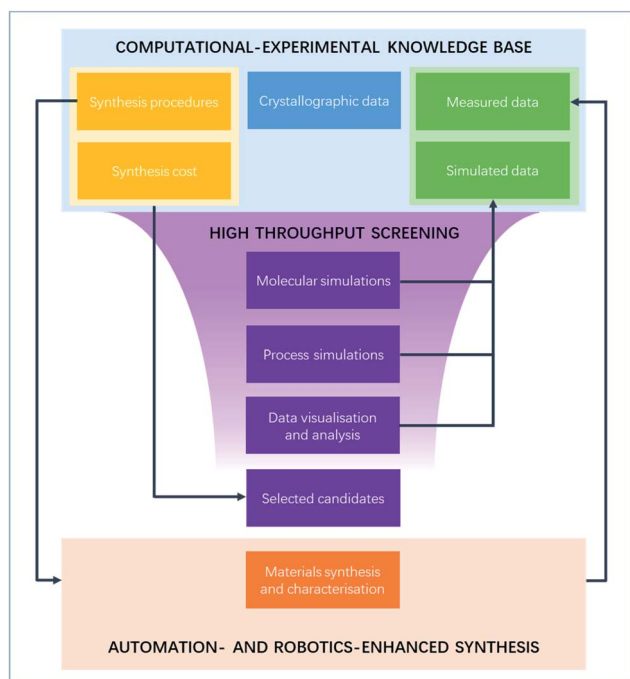 COMPUTATIONAL-EXPERIMENTAL KNOWLEDGE BASE
Synthesis procedures
Crystallographic data
Measured data
Synthesis cost
Simulated data
HIGH THROUGHPUT SCREENING
Molecular simulations
Process simulations
Data visualisation
and analysis
Selected candidates
Materials synthesis
and characterisation
AUTOMATION- AND ROBOTICS-ENHANCED SYNTHESIS